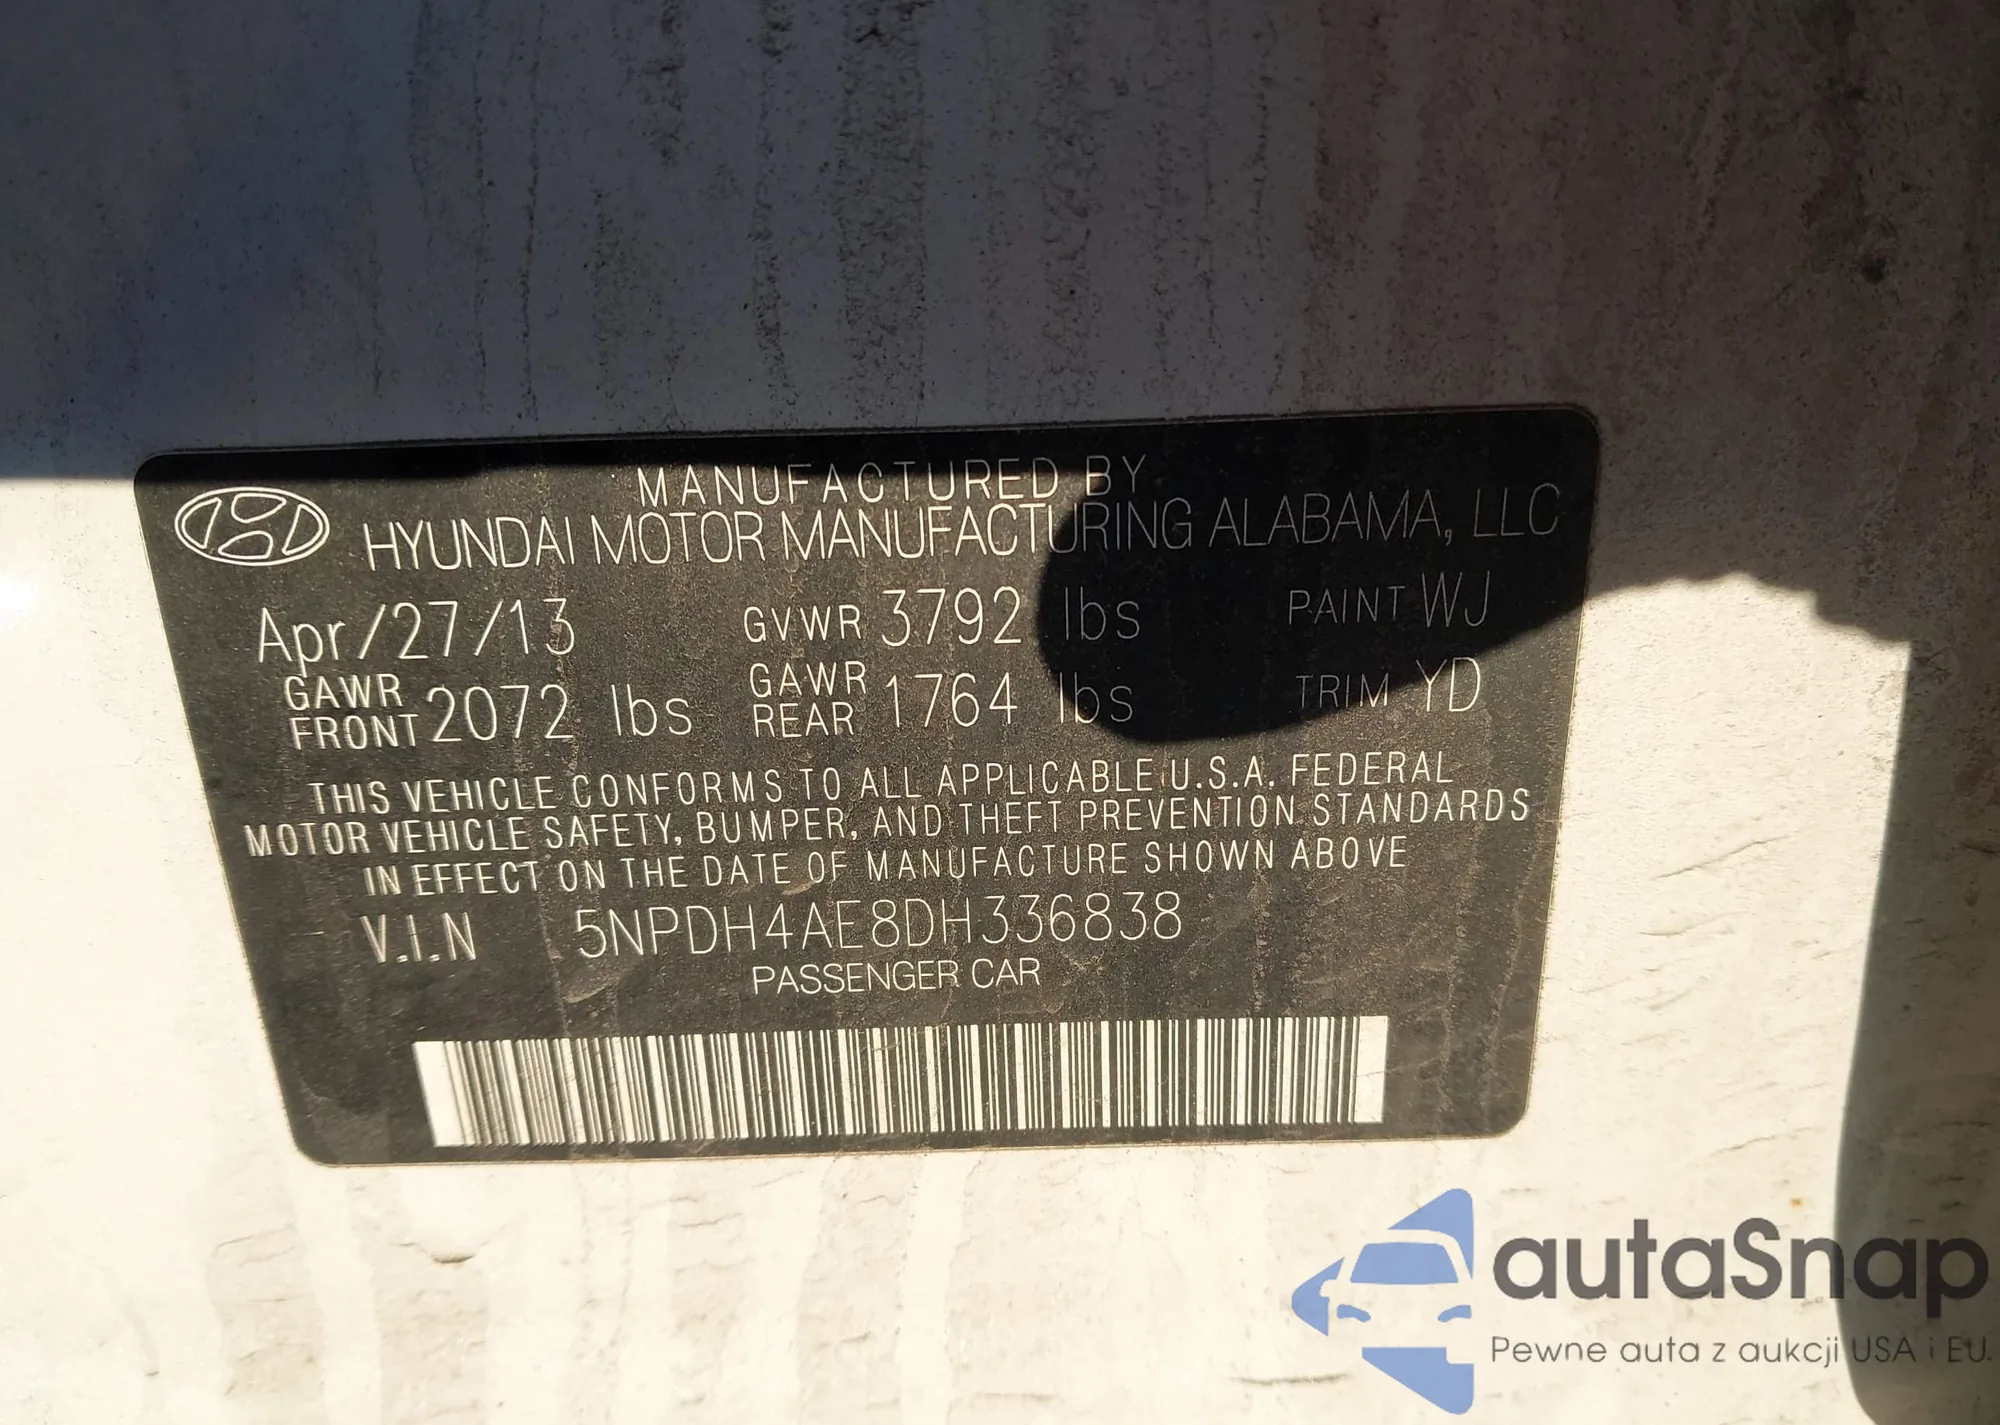 MANUFACTURED BY
HYUNDAI MOTOR MANUFACTURING ALABAMA, LLC
Apr/27/13 GVWR 3792 lbs PAINT WJ
GAWR FRONT 2072 lbs GAWR REAR 1764 lbs TRIM YD
THIS VEHICLE CONFORMS TO ALL APPLICABLE U.S.A. FEDERAL
MOTOR VEHICLE SAFETY, BUMPER, AND THEFT PREVENTION STANDARDS
IN EFFECT ON THE DATE OF MANUFACTURE SHOWN ABOVE
V.I.N 5NPDH4AE8DH336838
PASSENGER CAR
autaSnap
Pewne auta z aukcji USA i EU.